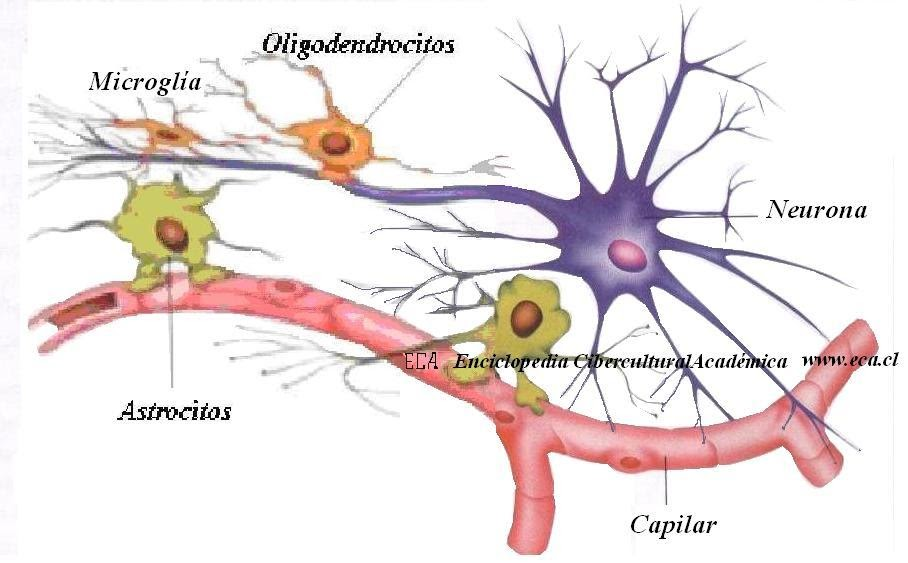 Oligodendrocitos
Microglía
Neurona
ECA Enciclopedia CiberculturalAcadémica www.eca.cl
Astrocitos
Capilar